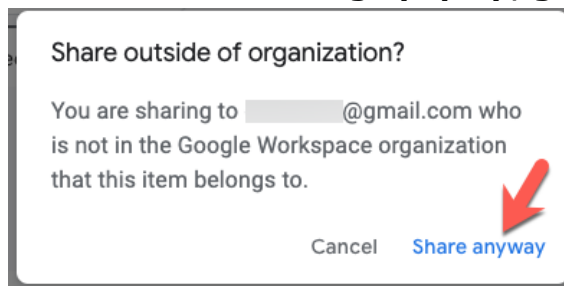 Share outside of organization?
You are sharing to @gmail.com who
is not in the Google Workspace organization
that this item belongs to.
Cancel Share anyway